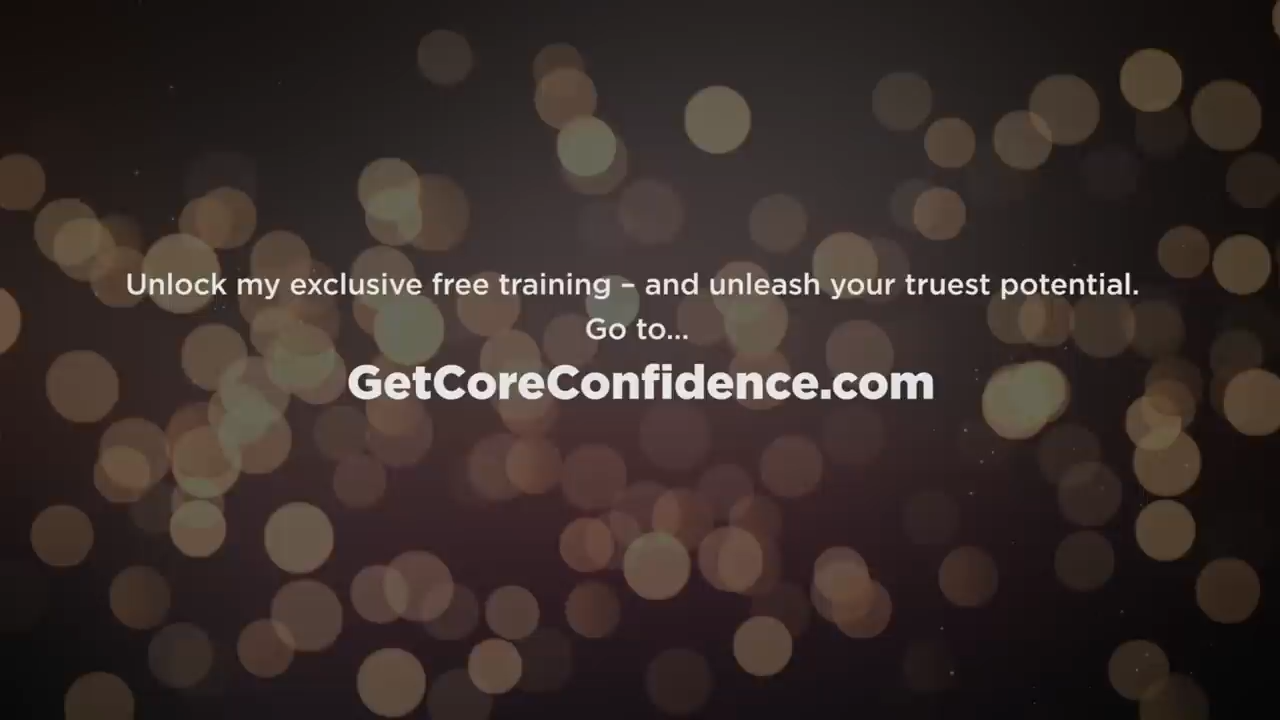 Unlock my exclusive free training – and unleash your truest potential.
Go to...
GetCoreConfidence.com